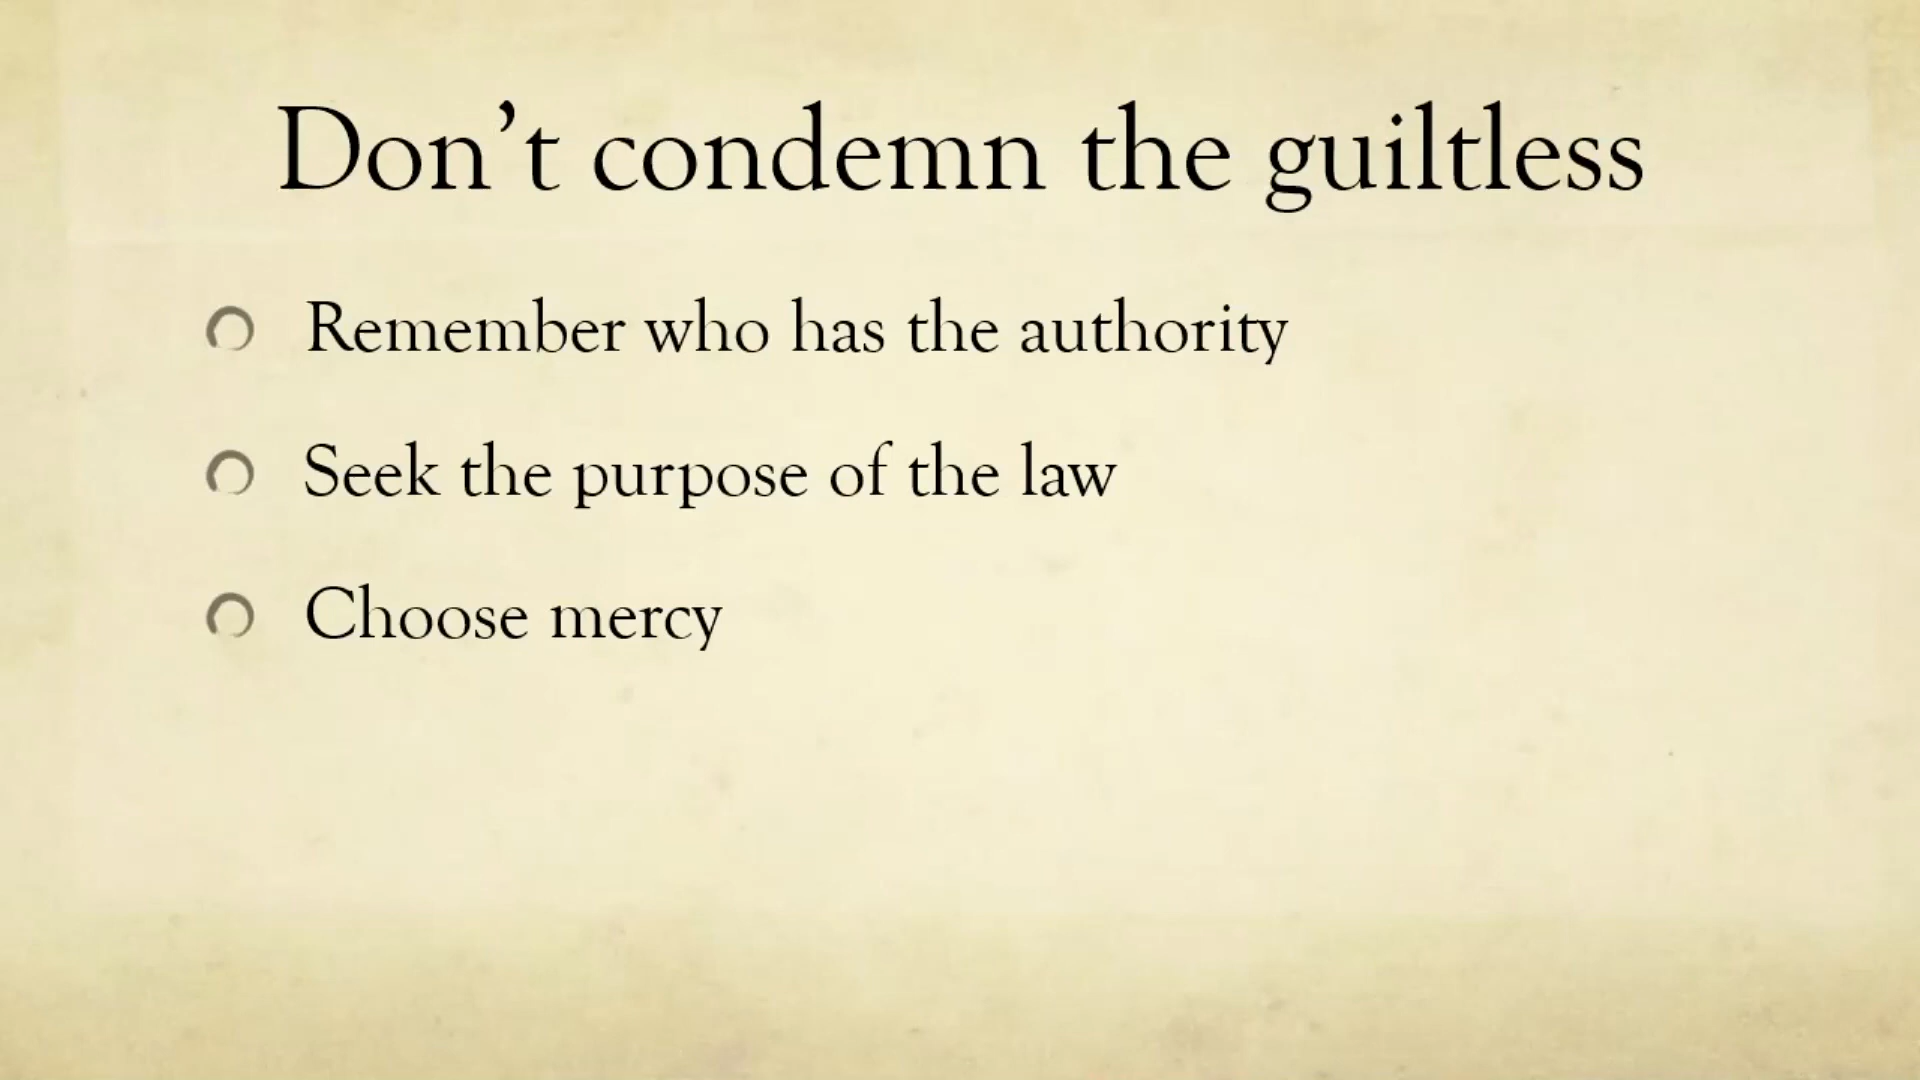 Don’t condemn the guiltless
Remember who has the authority
Seek the purpose of the law
Choose mercy